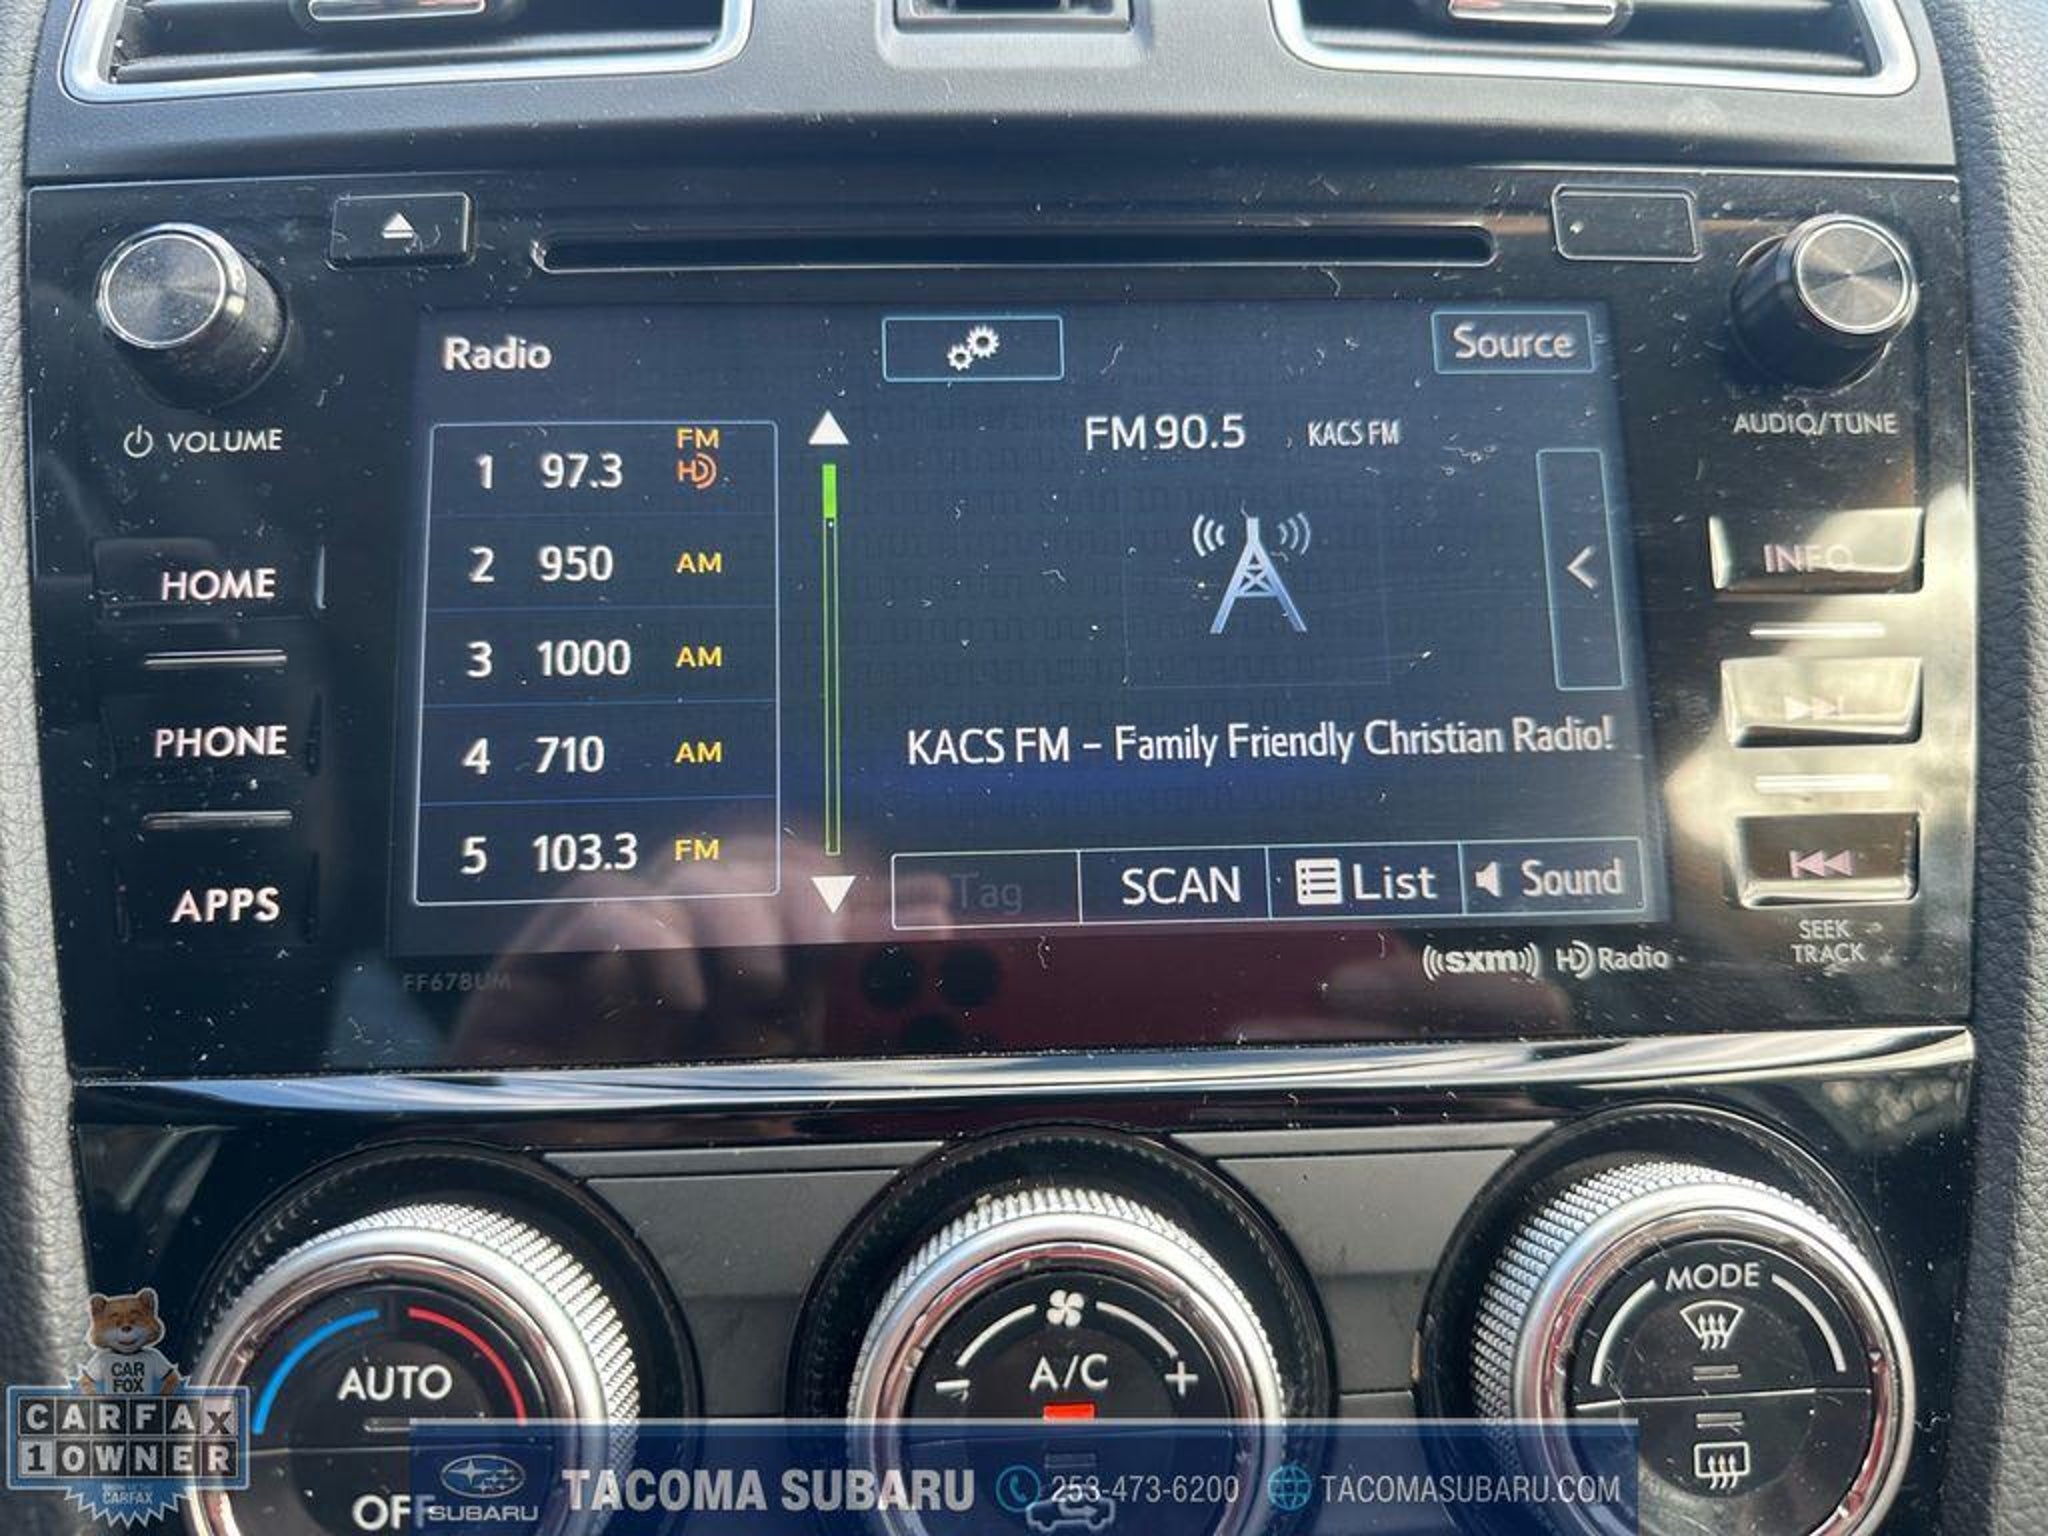 Radio
Source
FM 90.5 KACS FM
1 97.3 FM HD
2 950 AM
3 1000 AM
4 710 AM
5 103.3 FM
KACS FM – Family Friendly Christian Radio!
Tag SCAN List Sound
VOLUME
HOME
PHONE
APPS
AUDIO/TUNE
INFO
SEEK
TRACK
FF678UM
((sxm)) HD Radio
AUTO
OFF
A/C
- +
MODE
CAR
FOX
CARFAX
1 OWNER
CARFAX
SUBARU
TACOMA SUBARU 253-473-6200 TACOMASUBARU.COM